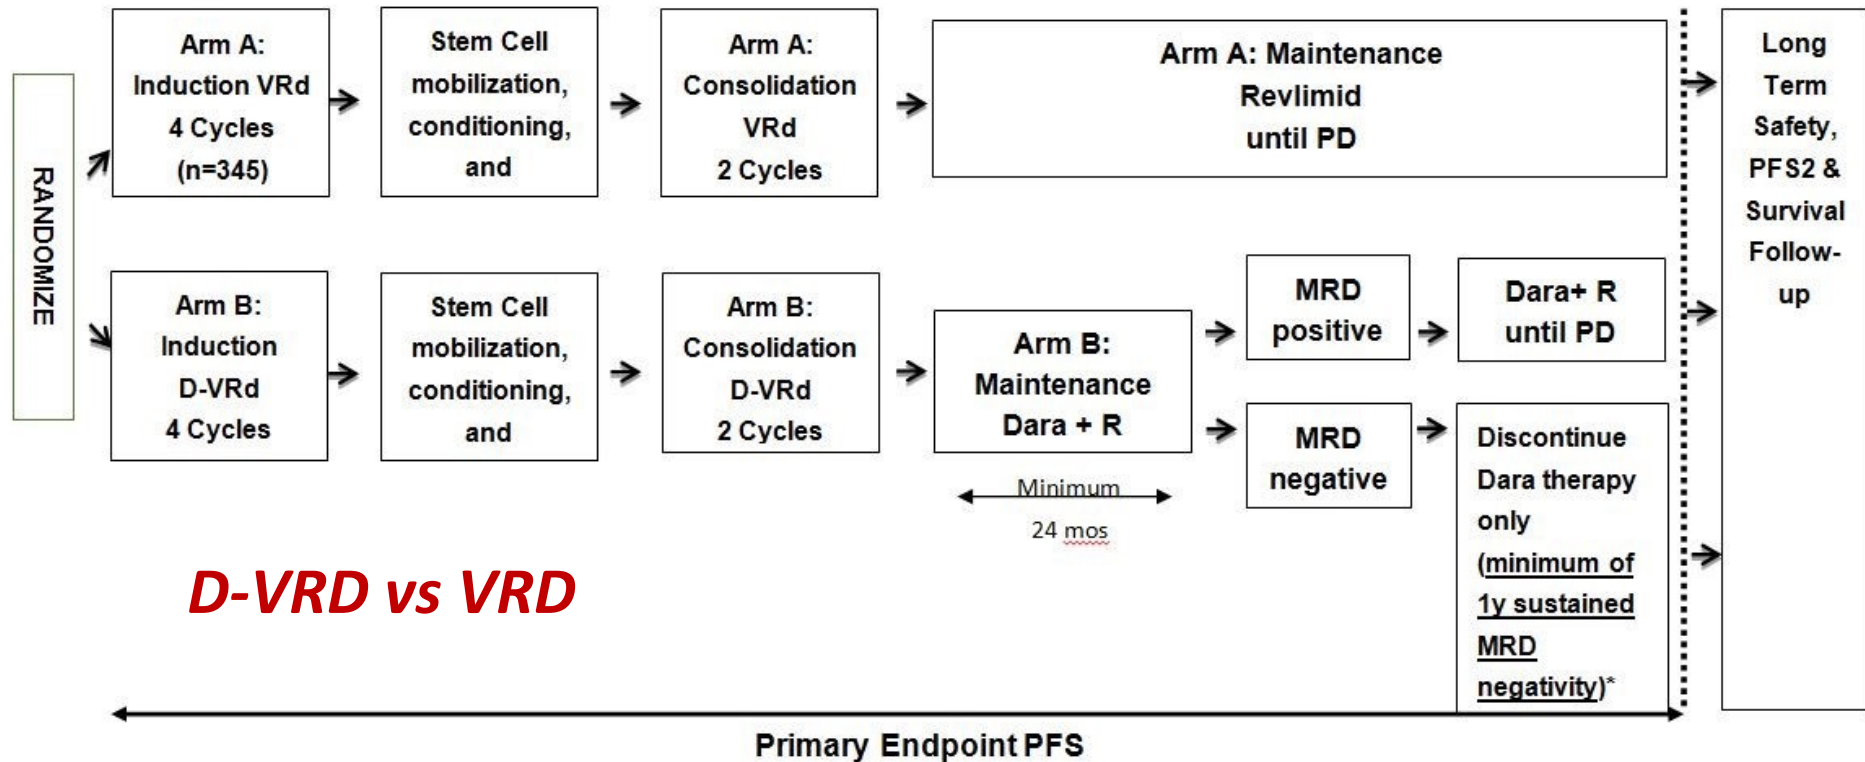 RANDOMIZE
Arm A:
Induction VRd
4 Cycles
(n=345)
Stem Cell
mobilization,
conditioning,
and
Arm A:
Consolidation
VRd
2 Cycles
Arm A: Maintenance
Revlimid
until PD
Long
Term
Safety,
PFS2 &
Survival
Follow-
up
Arm B:
Induction
D-VRd
4 Cycles
Stem Cell
mobilization,
conditioning,
and
Arm B:
Consolidation
D-VRd
2 Cycles
Arm B:
Maintenance
Dara + R
Minimum
24 mos
MRD
positive
Dara+ R
until PD
MRD
negative
Discontinue
Dara therapy
only
(minimum of
1y sustained
MRD
negativity)*
D-VRD vs VRD
Primary Endpoint PFS